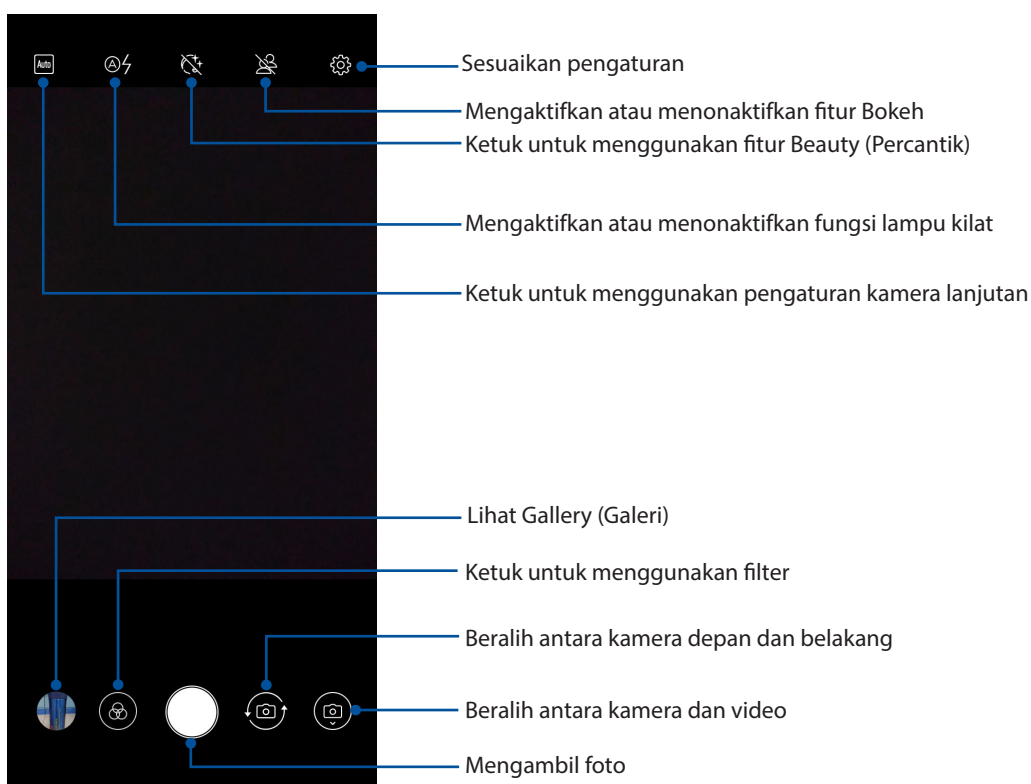 Auto
Sesuaikan pengaturan
Mengaktifkan atau menonaktifkan fitur Bokeh
Ketuk untuk menggunakan fitur Beauty (Percantik)
Mengaktifkan atau menonaktifkan fungsi lampu kilat
Ketuk untuk menggunakan pengaturan kamera lanjutan
Lihat Gallery (Galeri)
Ketuk untuk menggunakan filter
Beralih antara kamera depan dan belakang
Beralih antara kamera dan video
Mengambil foto